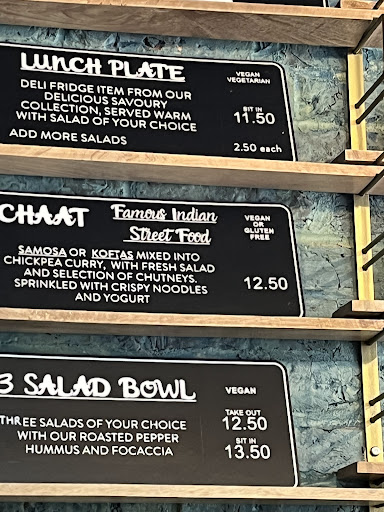 LUNCH PLATE
VEGAN
VEGETARIAN
DELI FRIDGE ITEM FROM OUR
DELICIOUS SAVOURY
COLLECTION, SERVED WARM
WITH SALAD OF YOUR CHOICE
SIT IN
11.50
ADD MORE SALADS
2.50 each
CHAAT
Famous Indian
Street Food
VEGAN
OR
GLUTEN
FREE
SAMOSA OR KOFTAS MIXED INTO
CHICKPEA CURRY, WITH FRESH SALAD
AND SELECTION OF CHUTNEYS.
SPRINKLED WITH CRISPY NOODLES
AND YOGURT
12.50
3 SALAD BOWL
VEGAN
THREE SALADS OF YOUR CHOICE
WITH OUR ROASTED PEPPER
HUMMUS AND FOCACCIA
TAKE OUT
12.50
SIT IN
13.50